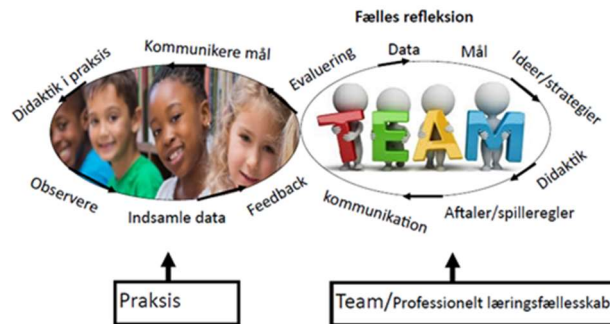 Fælles refleksion
Kommunikere mål
Didaktik i praksis
Observere
Indsamle data
Feedback
Evaluering
Data
Mål
Ideer/strategier
Didaktik
Aftaler/spilleregler
kommunikation
TEAM
Praksis
Team/Professionelt læringsfællesskab